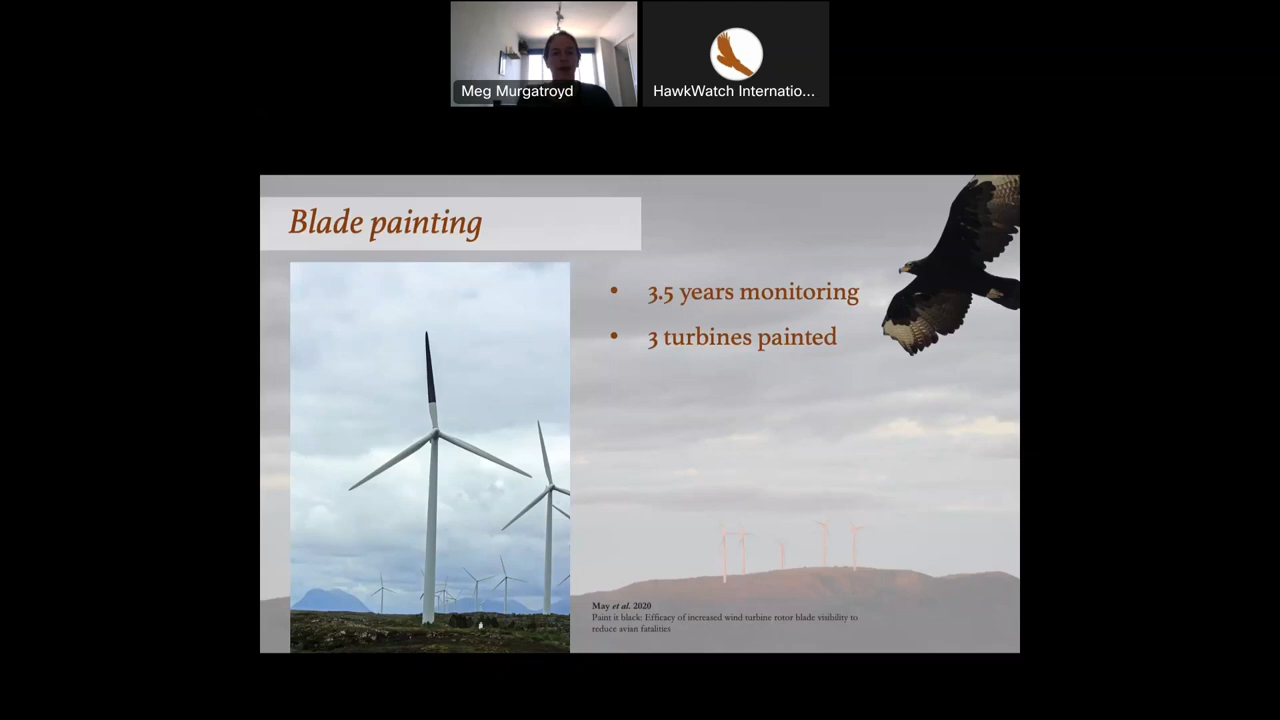 Meg Murgatroyd
HawkWatch Internatio...
Blade painting
• 3.5 years monitoring
• 3 turbines painted
May et al. 2020
Paint it black: Efficacy of increased wind turbine rotor blade visibility to
reduce avian fatalities